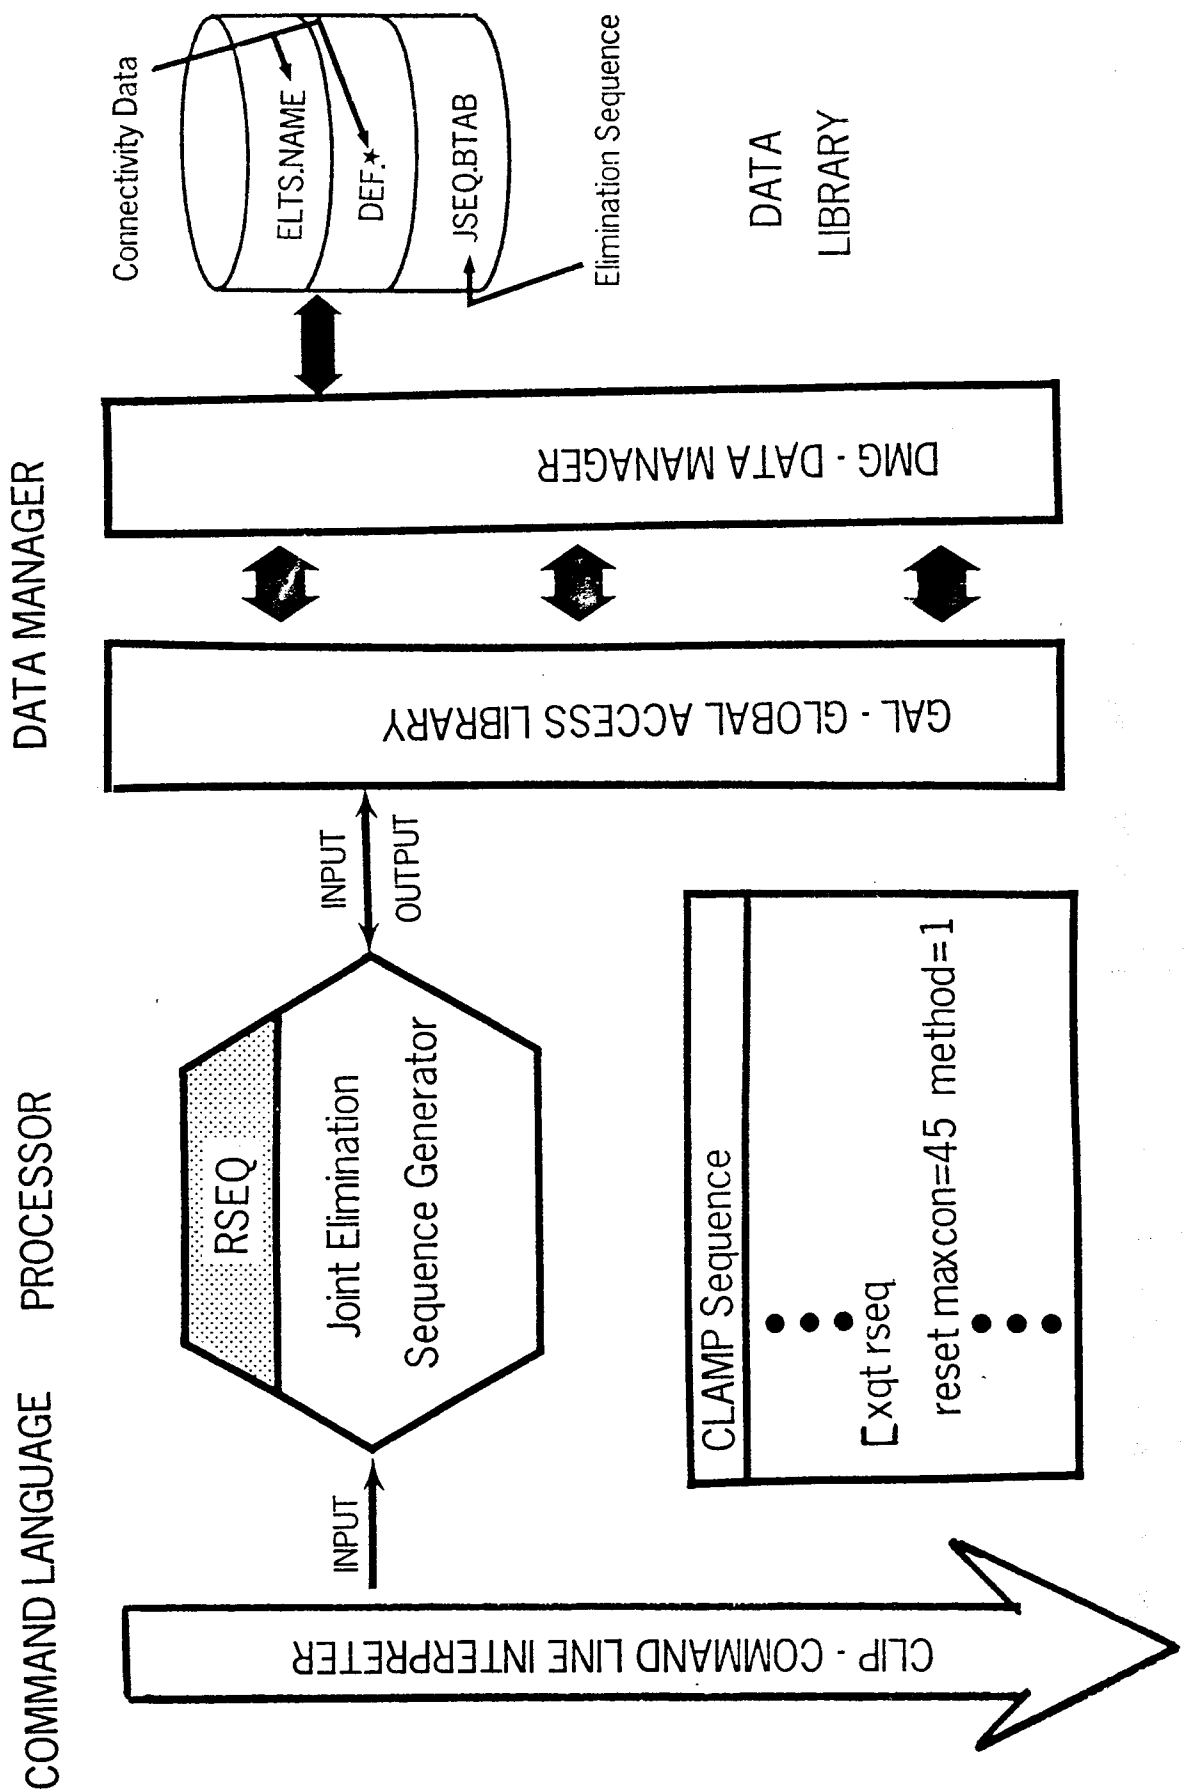 COMMAND LANGUAGE PROCESSOR DATA MANAGER
CLIP - COMMAND LINE INTERPRETER
INPUT
RSEQ
Joint Elimination
Sequence Generator
INPUT
OUTPUT
GAL - GLOBAL ACCESS LIBRARY
DMG - DATA MANAGER
Connectivity Data
ELTS.NAME
DEF.★
JSEQ.BTAB
Elimination Sequence
DATA
LIBRARY
CLAMP Sequence
[xqt rseq
reset maxcon=45 method=1